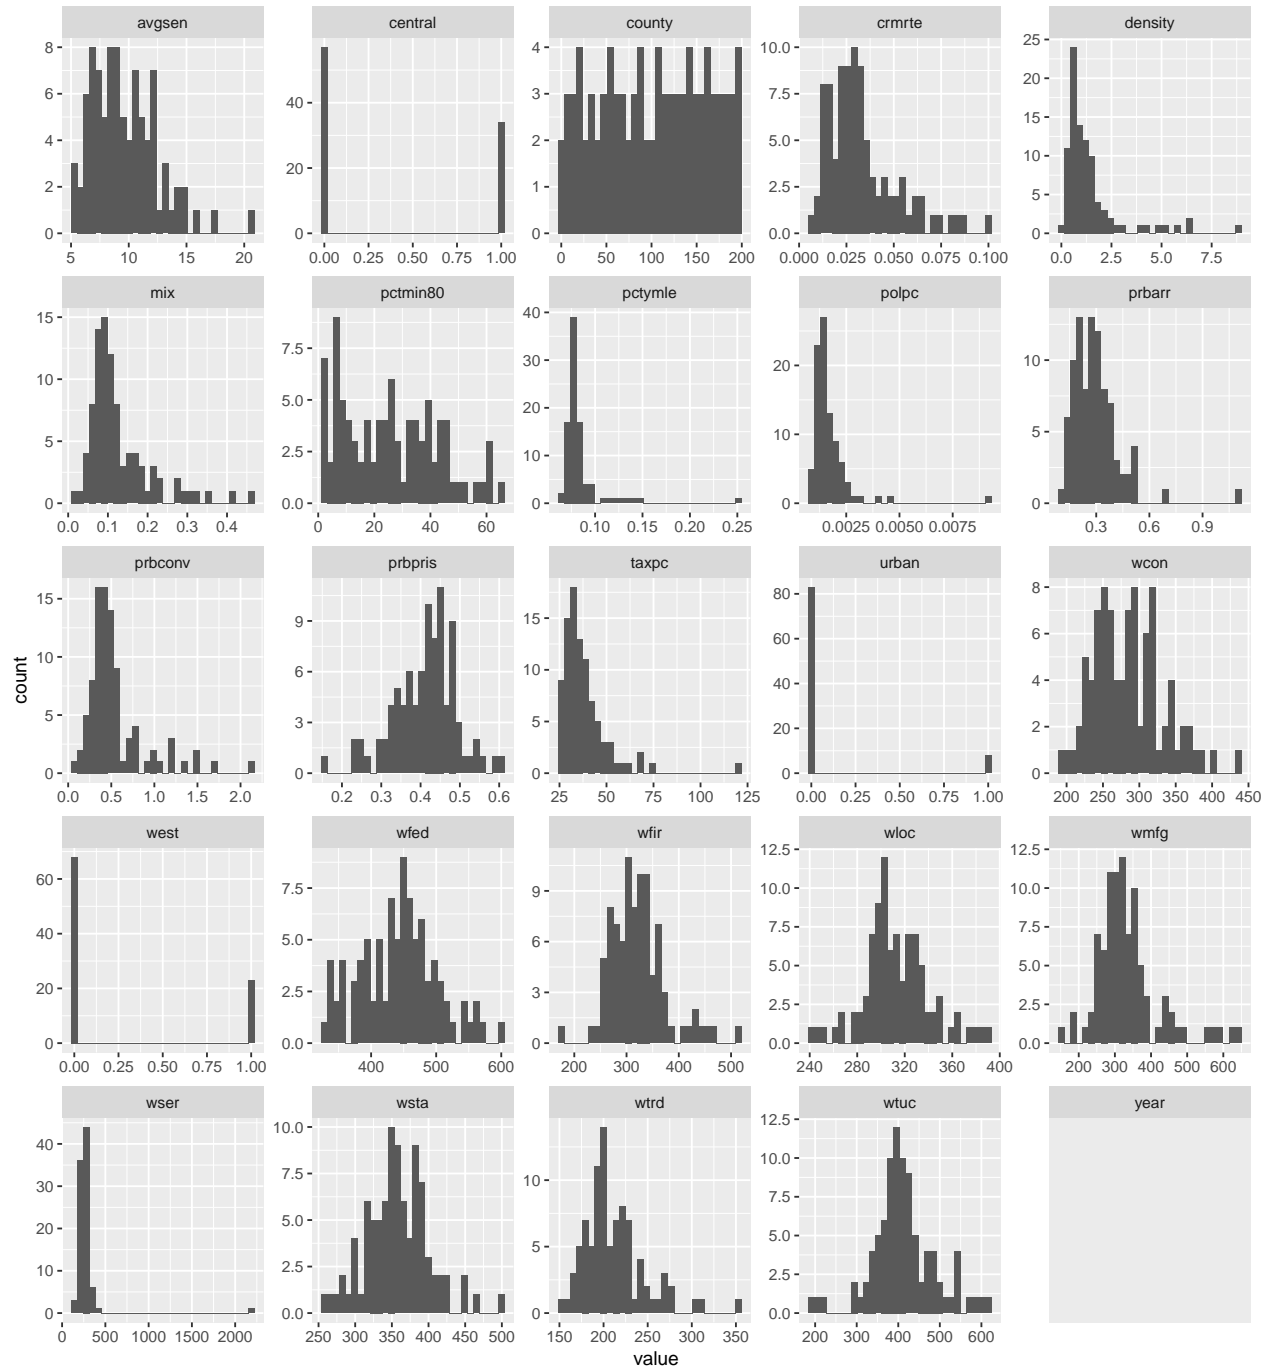 avgsen central county crmrte density
8 6 4 2 0
40 20 0
4 3 2 1 0
10.0 7.5 5.0 2.5 0.0
25 20 15 10 5 0
5 10 15 20
0.00 0.25 0.50 0.75 1.00
0 50 100 150 200
0.000 0.025 0.050 0.075 0.100
0.0 2.5 5.0 7.5
mix pctmin80 pctymle polpc prbarr
15 10 5 0
7.5 5.0 2.5 0.0
40 30 20 10 0
20 10 0
10 5 0
0.0 0.1 0.2 0.3 0.4
0 20 40 60
0.10 0.15 0.20 0.25
0.0025 0.0050 0.0075
0.3 0.6 0.9
prbconv prbpris taxpc urban wcon
15 10 5 0
9 6 3 0
15 10 5 0
80 60 40 20 0
8 6 4 2 0
0.0 0.5 1.0 1.5 2.0
0.2 0.3 0.4 0.5 0.6
25 50 75 100 125
0.00 0.25 0.50 0.75 1.00
200 250 300 350 400 450
count
west wfed wfir wloc wmfg
60 40 20 0
7.5 5.0 2.5 0.0
9 6 3 0
12.5 10.0 7.5 5.0 2.5 0.0
12.5 10.0 7.5 5.0 2.5 0.0
0.00 0.25 0.50 0.75 1.00
400 500 600
200 300 400 500
240 280 320 360 400
200 300 400 500 600
wser wsta wtrd wtuc year
40 30 20 10 0
10.0 7.5 5.0 2.5 0.0
10 5 0
12.5 10.0 7.5 5.0 2.5 0.0
0 500 1000 1500 2000
250 300 350 400 450 500
150 200 250 300 350
200 300 400 500 600
value